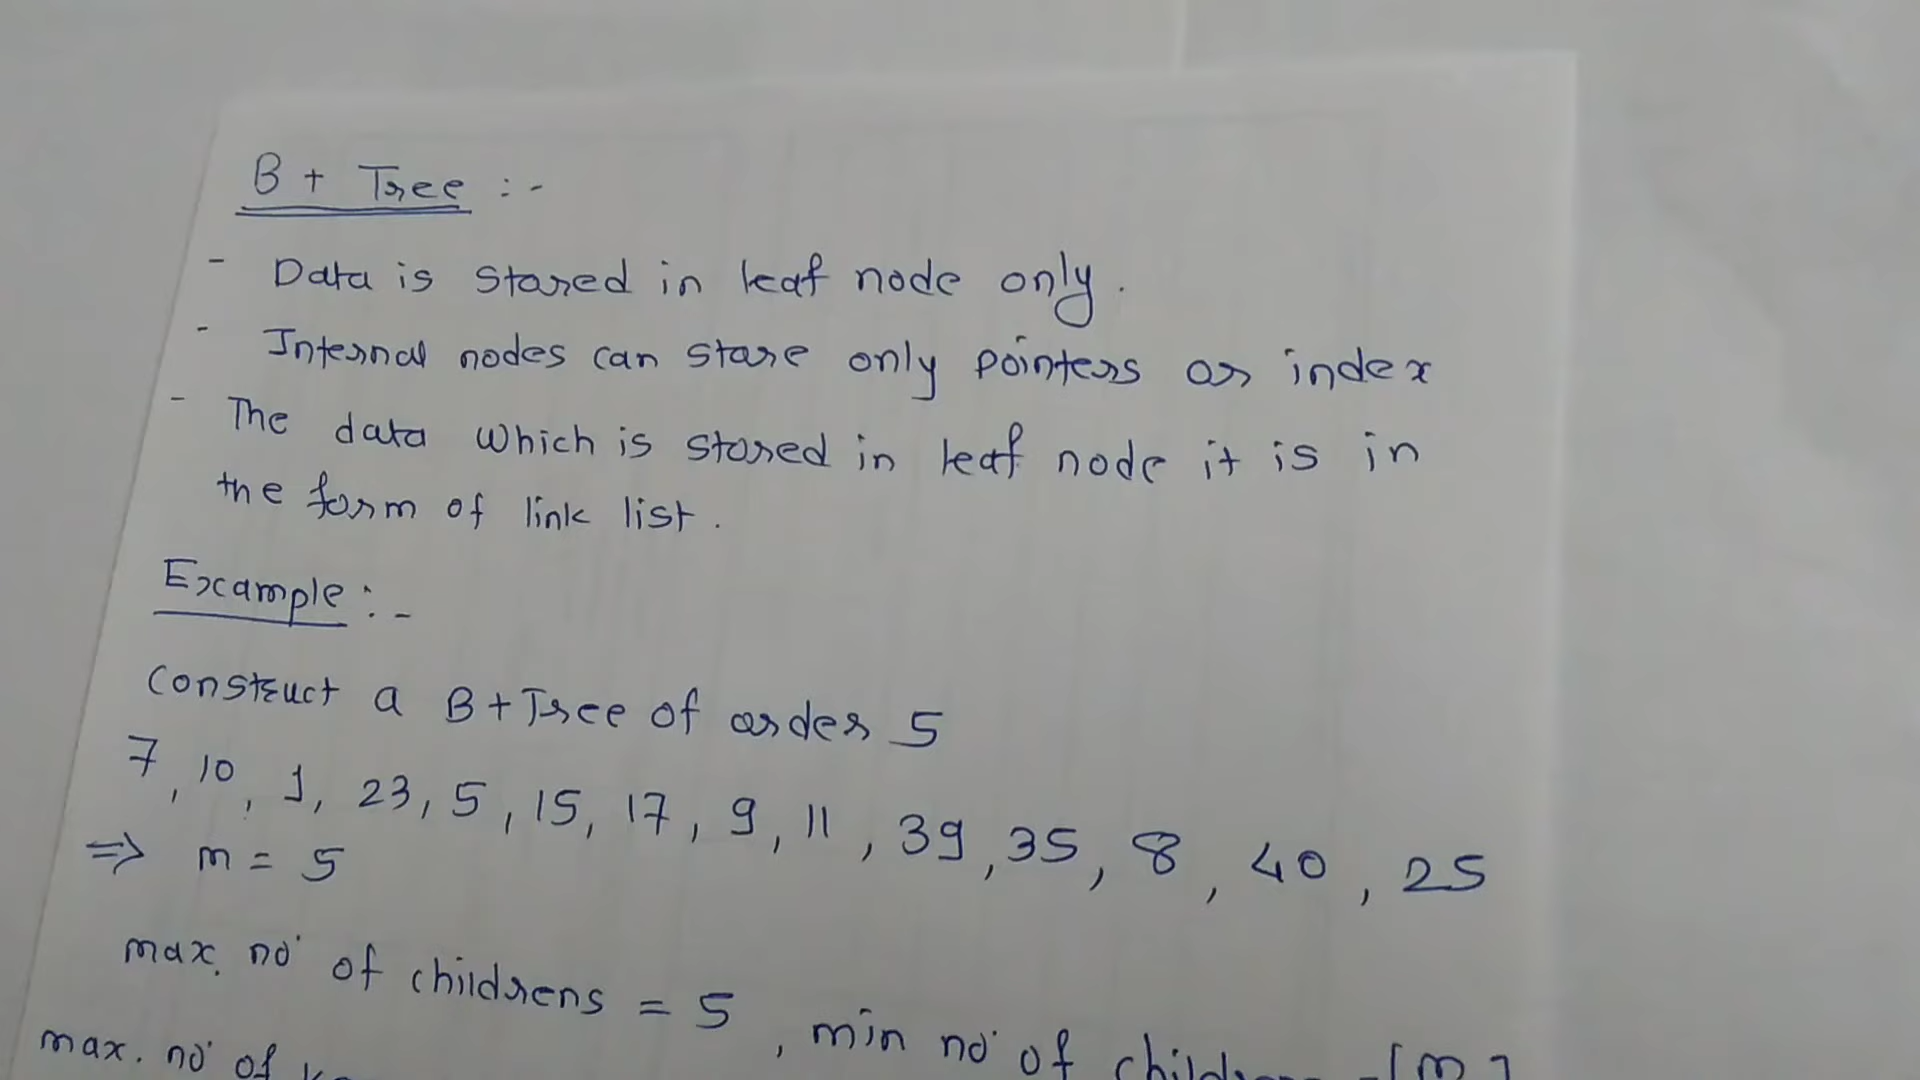 B + Tree :-
- Data is stored in leaf node only.
- Internal nodes can store only pointers or index
- The data which is stored in leaf node it is in
the form of link list.
Example :-
Construct a B+Tree of order 5
7, 10, 1, 23, 5, 15, 17, 9, 11, 39, 35, 8, 40, 25
⇒ m = 5
max. no of childrens = 5, min no of
max. no of